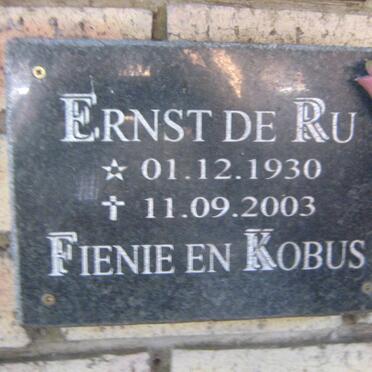 ERNST DE RU
☆ 01.12.1930
✝ 11.09.2003
FIENIE EN KOBUS